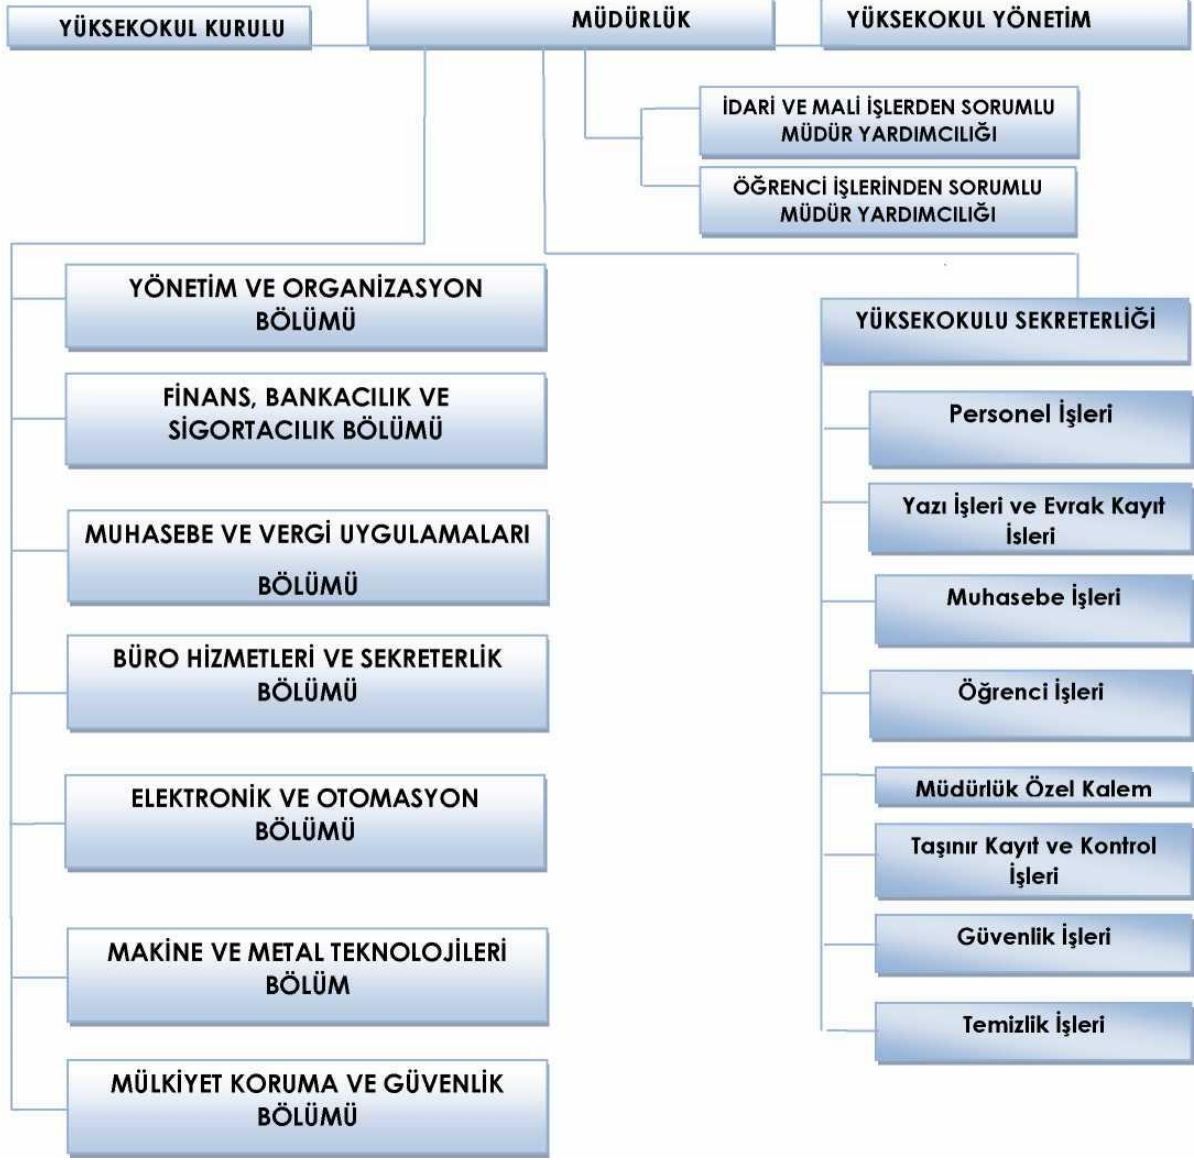 YÜKSEKOKUL KURULU
MÜDÜRLÜK
YÜKSEKOKUL YÖNETİM
İDARİ VE MALİ İŞLERDEN SORUMLU
MÜDÜR YARDIMCILIĞI
ÖĞRENCİ İŞLERİNDEN SORUMLU
MÜDÜR YARDIMCILIĞI
YÖNETİM VE ORGANİZASYON
BÖLÜMÜ
FİNANS, BANKACILIK VE
SİGORTACILIK BÖLÜMÜ
MUHASEBE VE VERGİ UYGULAMALARI
BÖLÜMÜ
BÜRO HİZMETLERİ VE SEKRETERLİK
BÖLÜMÜ
ELEKTRONİK VE OTOMASYON
BÖLÜMÜ
MAKİNE VE METAL TEKNOLOJİLERİ
BÖLÜM
MÜLKİYET KORUMA VE GÜVENLİK
BÖLÜMÜ
YÜKSEKOKULU SEKRETERLİĞİ
Personel İşleri
Yazı İşleri ve Evrak Kayıt
İsleri
Muhasebe İşleri
Öğrenci İşleri
Müdürlük Özel Kalem
Taşınır Kayıt ve Kontrol
İşleri
Güvenlik İşleri
Temizlik İşleri